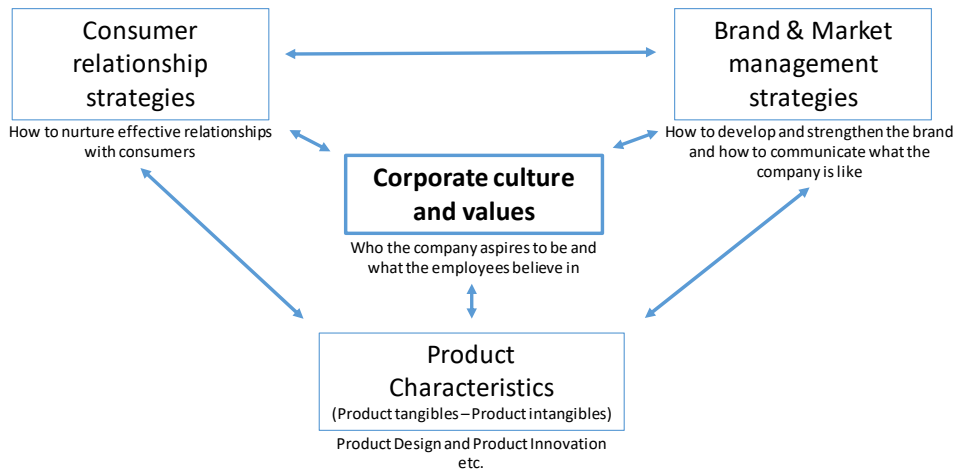 Consumer
relationship
strategies
How to nurture effective relationships
with consumers
Brand & Market
management
strategies
How to develop and strengthen the brand
and how to communicate what the
company is like
Corporate culture
and values
Who the company aspires to be and
what the employees believe in
Product
Characteristics
(Product tangibles – Product intangibles)
Product Design and Product Innovation
etc.